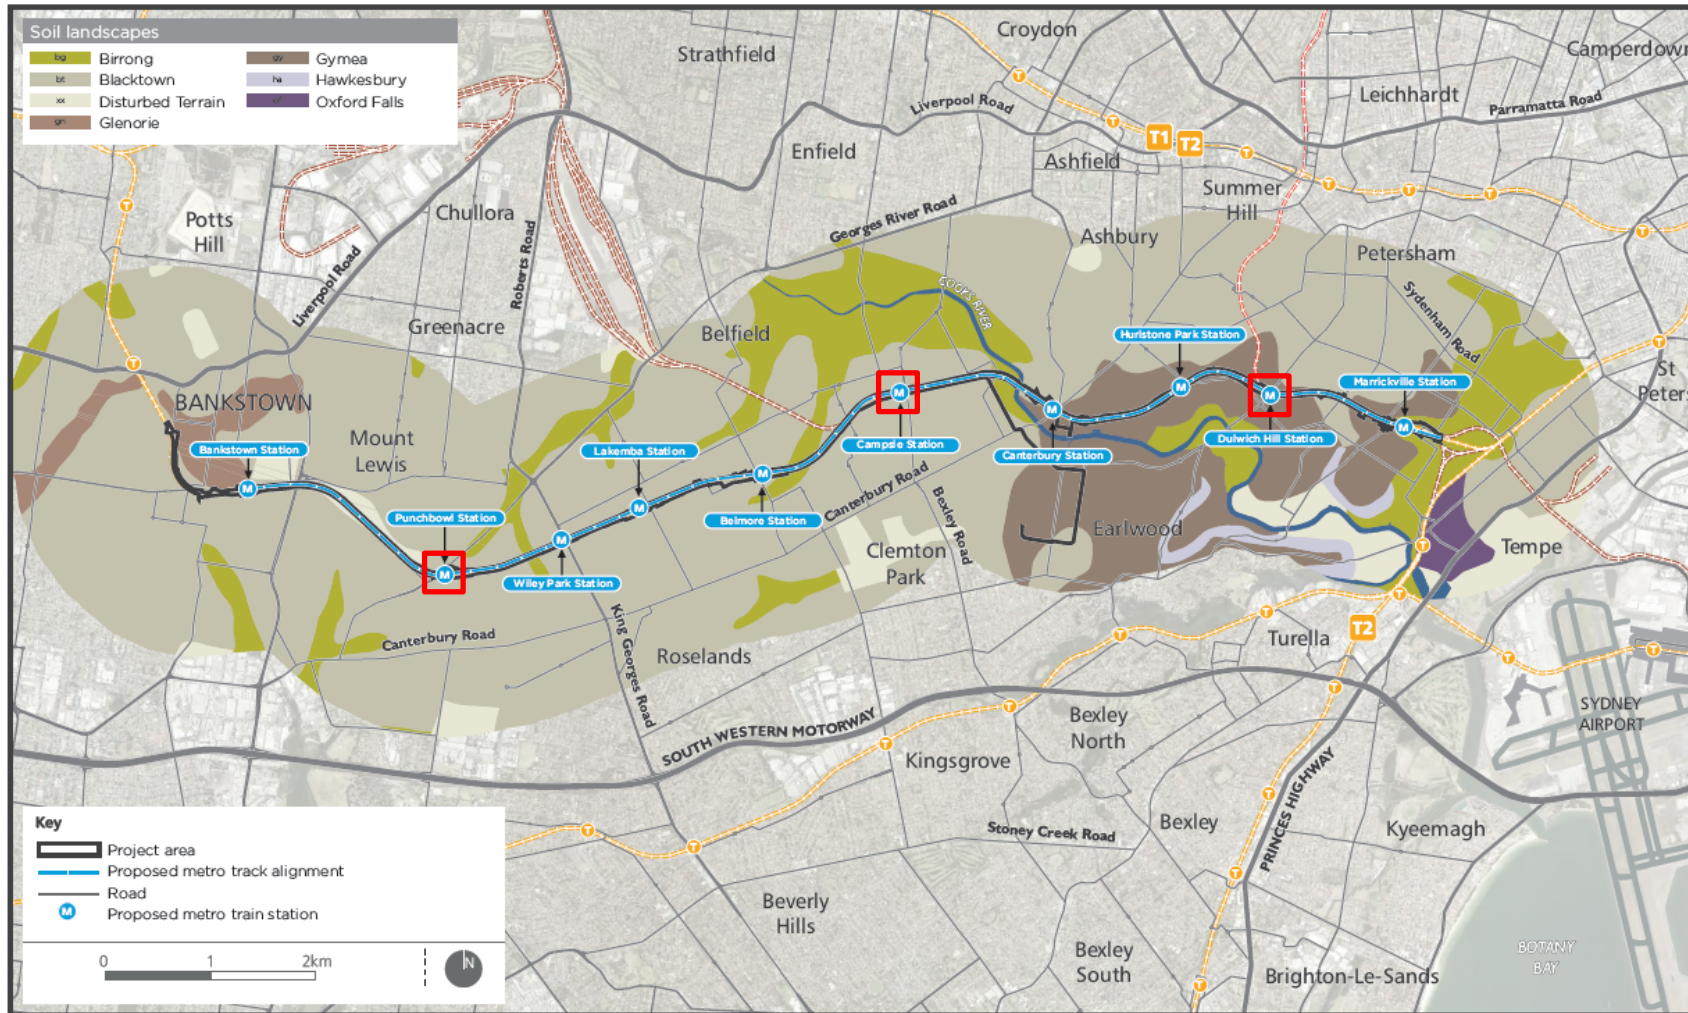 Soil landscapes
bg Birrong
bt Blacktown
xx Disturbed Terrain
gn Glenorie
gy Gymea
ha Hawkesbury
Oxford Falls
Strathfield
Croydon
Camperdown
Leichhardt
Parramatta Road
Liverpool Road
T1
T2
Enfield
Ashfield
Summer
Hill
Potts
Hill
Chullora
Georges River Road
Ashbury
Petersham
Liverpool Road
Roberts Road
COOKS RIVER
Sydenham Road
Greenacre
Belfield
Hurlstone Park Station
St
Peters
BANKSTOWN
Marrickville Station
Mount
Lewis
Bankstown Station
Lakemba Station
Campsie Station
Dulwich Hill Station
Canterbury Station
Punchbowl Station
Belmore Station
Canterbury Road
Bexley Road
Earlwood
Clemton
Park
Tempe
Wiley Park Station
King Georges Road
Canterbury Road
Roselands
T2
Turella
SOUTH WESTERN MOTORWAY
Bexley
North
SYDNEY
AIRPORT
Kingsgrove
PRINCES HIGHWAY
Stoney Creek Road
Bexley
Kyeemagh
Beverly
Hills
Bexley
South
Brighton-Le-Sands
BOTANY
BAY
Key
Project area
Proposed metro track alignment
Road
M Proposed metro train station
0 1 2km
N